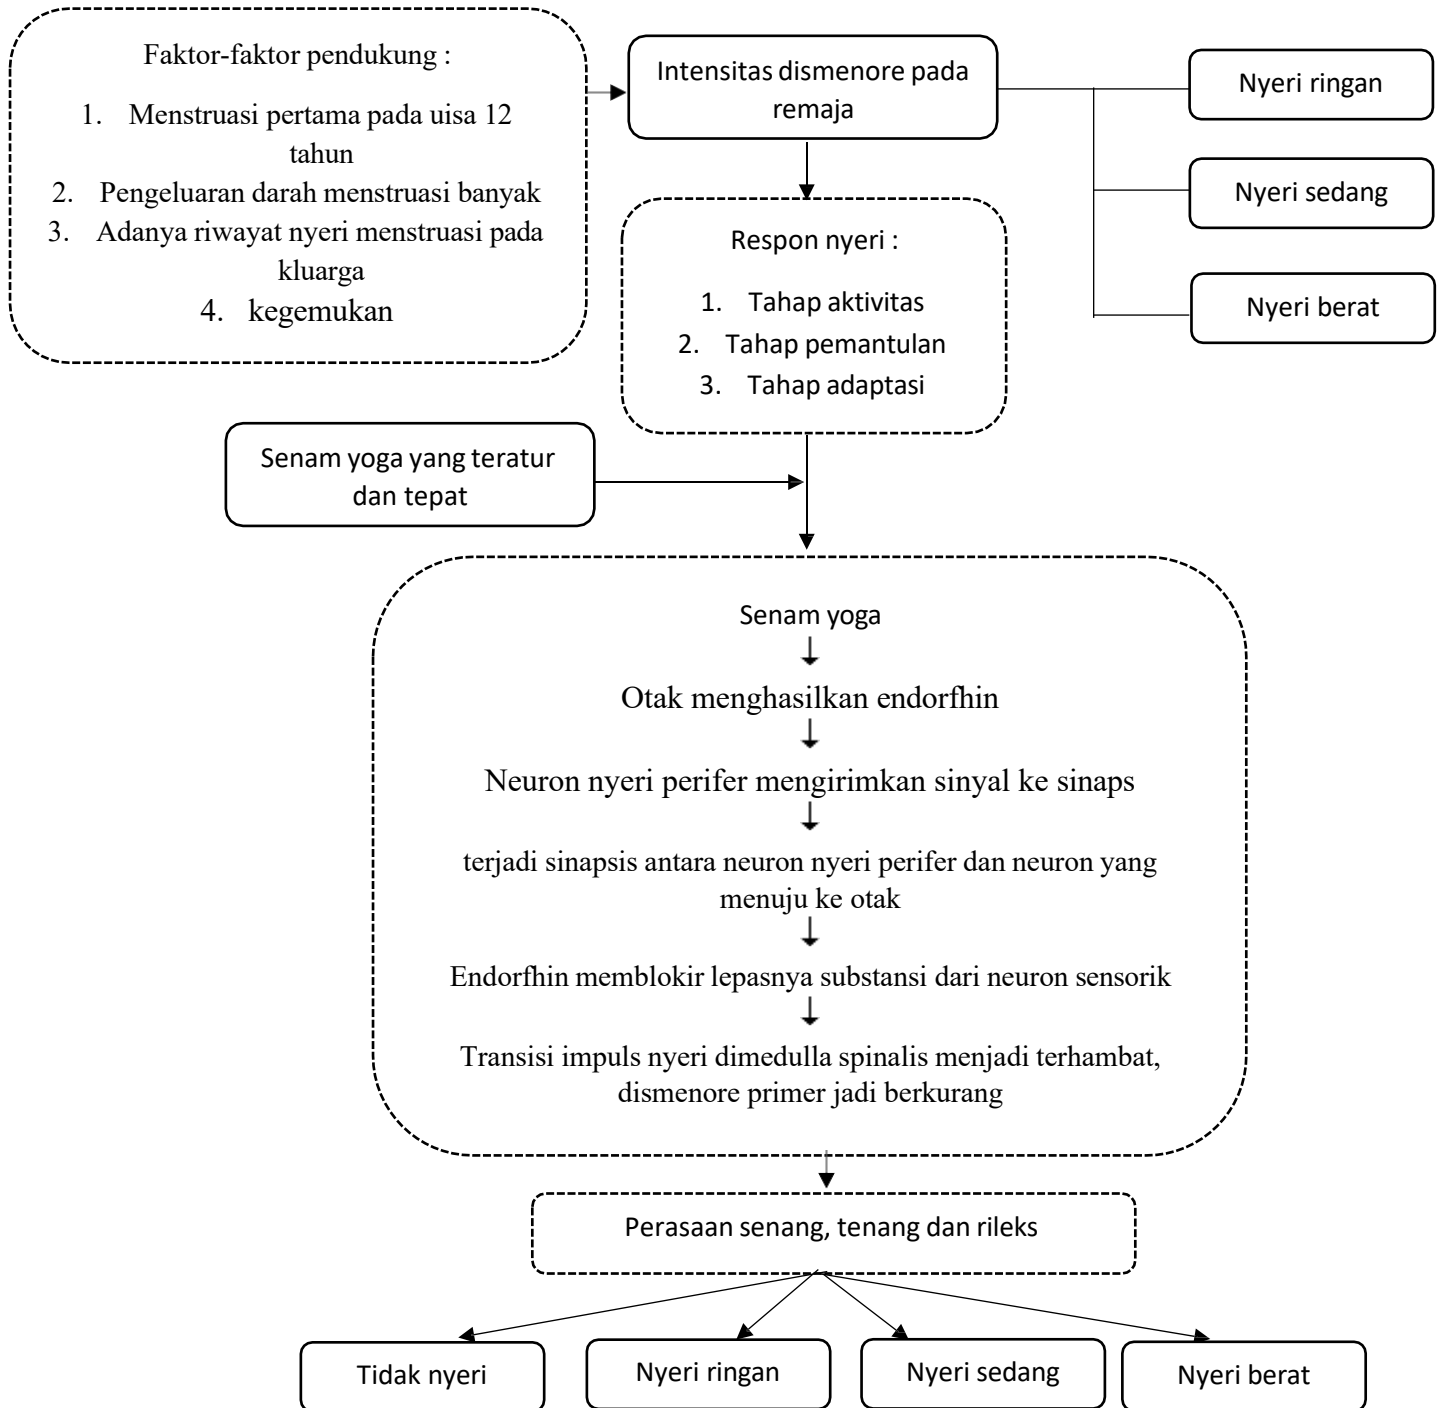 Faktor-faktor pendukung :
1. Menstruasi pertama pada uisa 12
tahun
2. Pengeluaran darah menstruasi banyak
3. Adanya riwayat nyeri menstruasi pada
kluarga
4. kegemukan
Intensitas dismenore pada
remaja
Nyeri ringan
Nyeri sedang
Nyeri berat
Respon nyeri :
1. Tahap aktivitas
2. Tahap pemantulan
3. Tahap adaptasi
Senam yoga yang teratur
dan tepat
Senam yoga
Otak menghasilkan endorfhin
Neuron nyeri perifer mengirimkan sinyal ke sinaps
terjadi sinapsis antara neuron nyeri perifer dan neuron yang
menuju ke otak
Endorfhin memblokir lepasnya substansi dari neuron sensorik
Transisi impuls nyeri dimedulla spinalis menjadi terhambat,
dismenore primer jadi berkurang
Perasaan senang, tenang dan rileks
Tidak nyeri
Nyeri ringan
Nyeri sedang
Nyeri berat